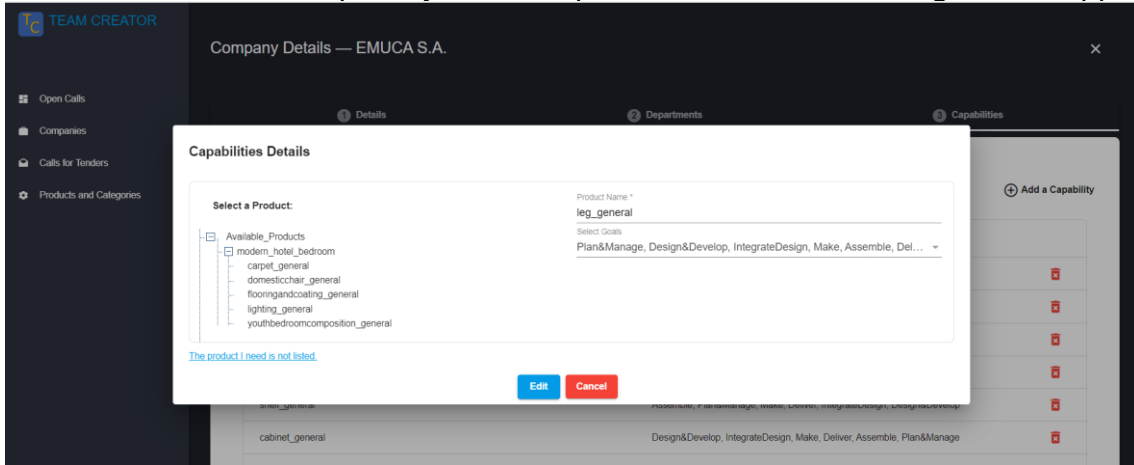 TC TEAM CREATOR
Company Details — EMUCA S.A.
Open Calls
Companies
Calls for Tenders
Products and Categories
1 Details
2 Departments
3 Capabilities
Add a Capability
Capabilities Details
Select a Product:
Available_Products
modern_hotel_bedroom
carpet_general
domesticchair_general
flooringandcoating_general
lighting_general
youthbedroomcomposition_general
Product Name *
leg_general
Select Goals
Plan&Manage, Design&Develop, IntegrateDesign, Make, Assemble, Del...
The product I need is not listed.
Edit
Cancel
shelf_general
Assemble, Plan&Manage, Make, Deliver, IntegrateDesign, Design&Develop
cabinet_general
Design&Develop, IntegrateDesign, Make, Deliver, Assemble, Plan&Manage